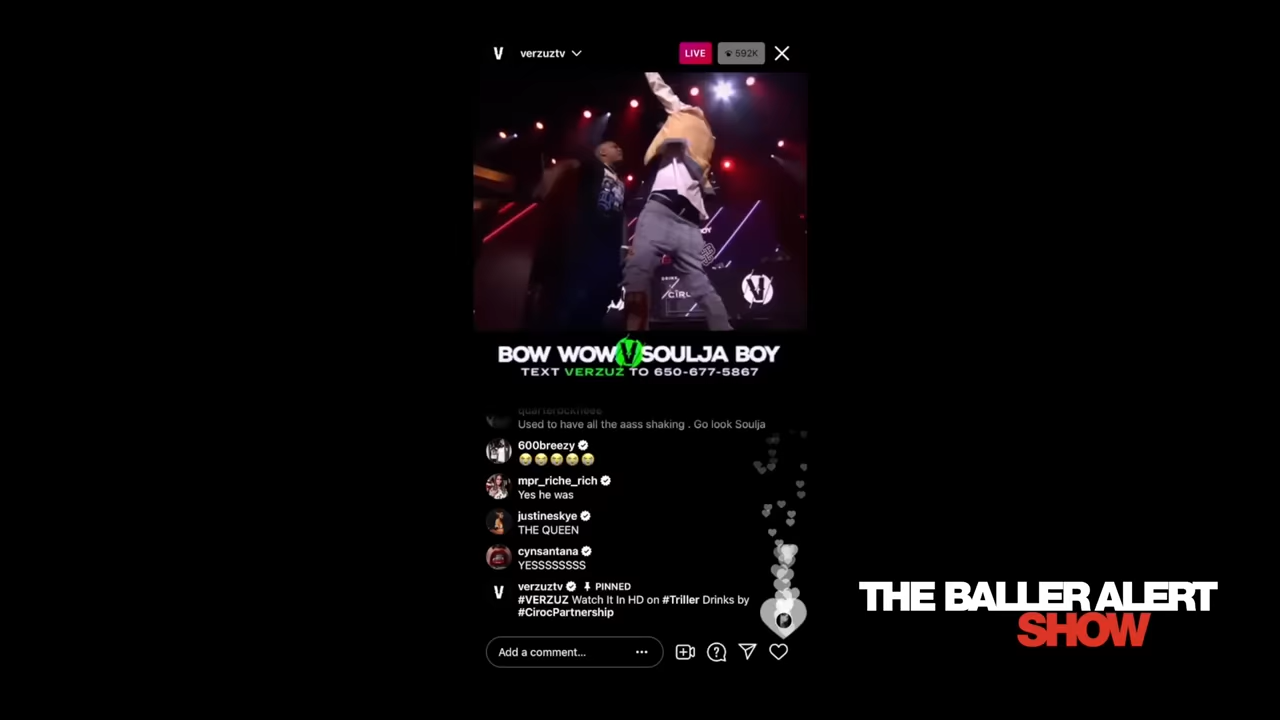 V verzuztv
LIVE 592K
BOW WOW V SOULJA BOY
TEXT VERZUZ TO 650-677-5867
Used to have all the aass shaking . Go look Soulja
600breezy
😭😭😭😭😭
mpr_riche_rich
Yes he was
justineskye
THE QUEEN
cynsantana
YESSSSSSSS
V verzuztv PINNED
#VERZUZ Watch It In HD on #Triller Drinks by
#CirocPartnership
Add a comment...
THE BALLER ALERT
SHOW